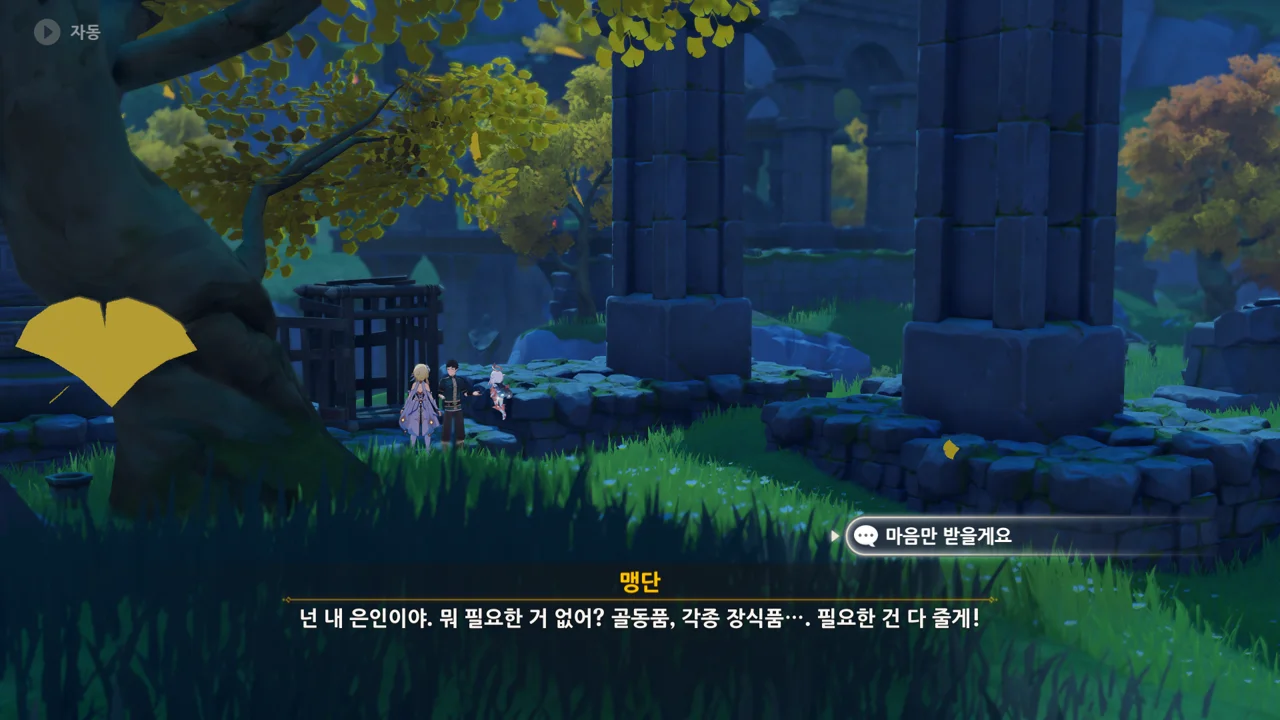 자동
마음만 받을게요
맹단
넌 내 은인이야. 뭐 필요한 거 없어? 골동품, 각종 장식품…. 필요한 건 다 줄게!